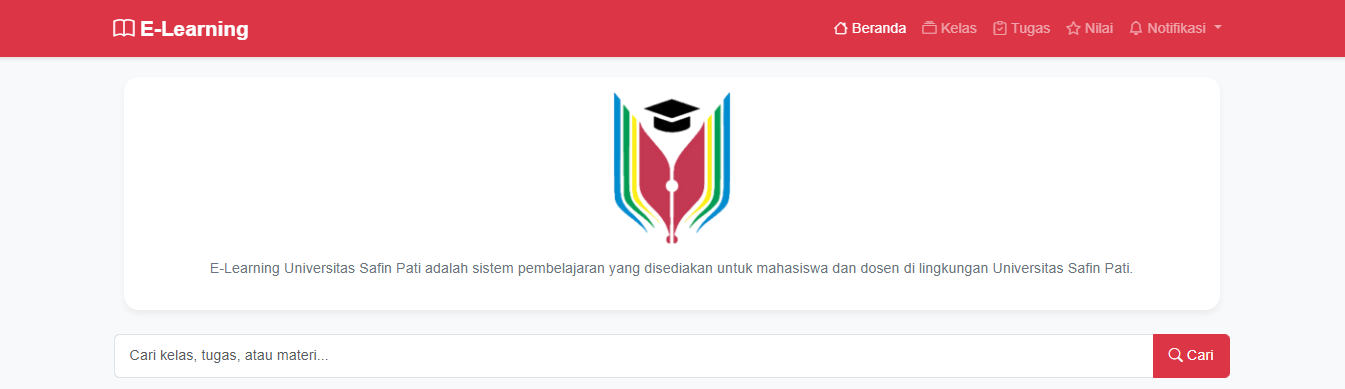 E-Learning
Beranda Kelas Tugas Nilai Notifikasi
E-Learning Universitas Safin Pati adalah sistem pembelajaran yang disediakan untuk mahasiswa dan dosen di lingkungan Universitas Safin Pati.
Cari kelas, tugas, atau materi...
Cari